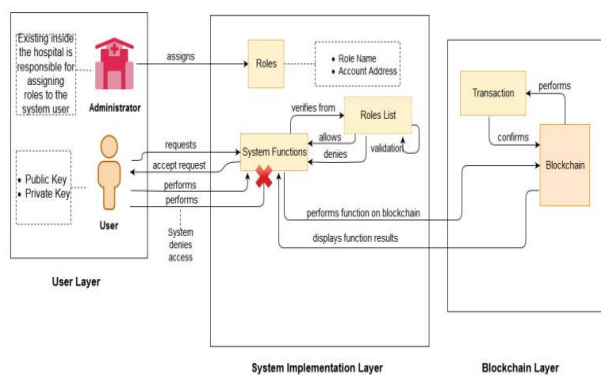 Existing inside
the hospital is
responsible for
assigning
roles to the
system user
Administrator
assigns
Roles
• Role Name
• Account Address
• Public Key
• Private Key
User
requests
accept request
performs
performs
System
denies
access
System Functions
verifies from
allows
denies
Roles List
validation
performs function on blockchain
displays function results
Transaction
performs
confirms
Blockchain
User Layer
System Implementation Layer
Blockchain Layer